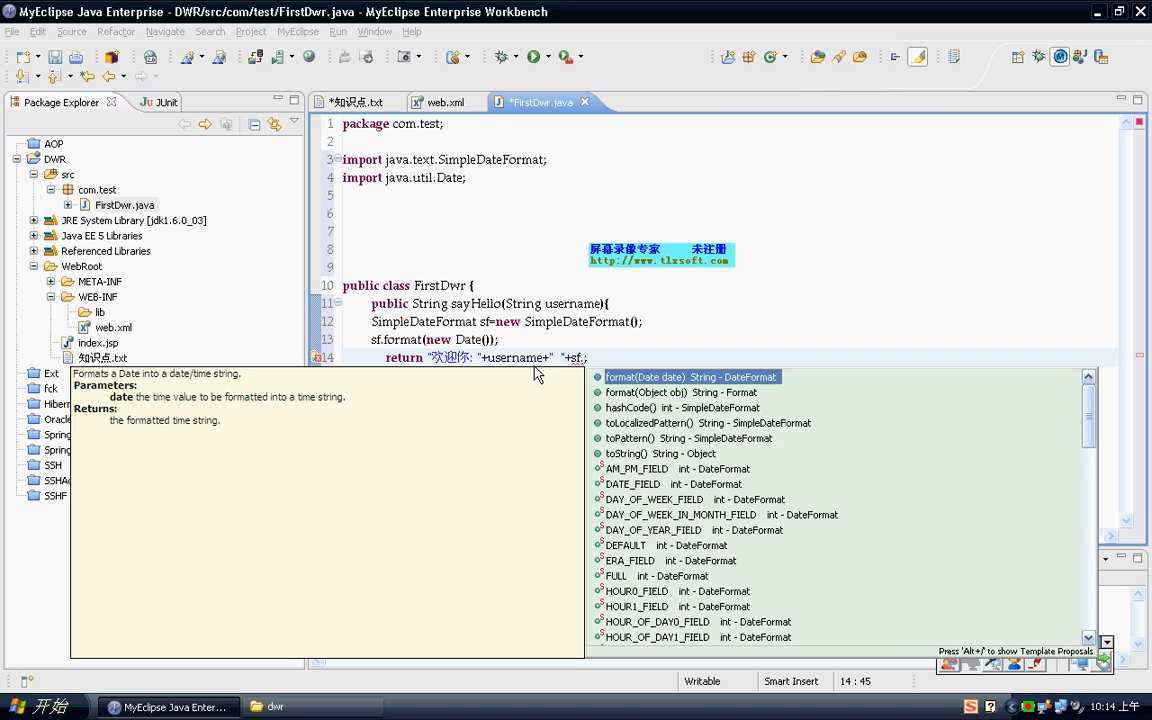 MyEclipse Java Enterprise - DWR/src/com/test/FirstDwr.java - MyEclipse Enterprise Workbench
File Edit Source Refactor Navigate Search Project MyEclipse Run Window Help
Package Explorer JUnit
*知识点.txt web.xml *FirstDwr.java
AOP
DWR
src
com.test
FirstDwr.java
JRE System Library [jdk1.6.0_03]
Java EE 5 Libraries
Referenced Libraries
WebRoot
META-INF
WEB-INF
lib
web.xml
index.jsp
知识点.txt
Ext
fck
Hibern
Oracle
Spring
Spring
SSH
SSHAc
SSHF
1 package com.test;
2
3 import java.text.SimpleDateFormat;
4 import java.util.Date;
5
6
7
8
9
10 public class FirstDwr {
11 public String sayHello(String username){
12 SimpleDateFormat sf=new SimpleDateFormat();
13 sf.format(new Date());
14 return "欢迎你: "+username+" "+sf.;
屏幕录像专家 未注册
http://www.tlxsoft.com
Formats a Date into a date/time string.
Parameters:
date the time value to be formatted into a time string.
Returns:
the formatted time string.
format(Date date) String - DateFormat
format(Object obj) String - Format
hashCode() int - SimpleDateFormat
toLocalizedPattern() String - SimpleDateFormat
toPattern() String - SimpleDateFormat
toString() String - Object
AM_PM_FIELD int - DateFormat
DATE_FIELD int - DateFormat
DAY_OF_WEEK_FIELD int - DateFormat
DAY_OF_WEEK_IN_MONTH_FIELD int - DateFormat
DAY_OF_YEAR_FIELD int - DateFormat
DEFAULT int - DateFormat
ERA_FIELD int - DateFormat
FULL int - DateFormat
HOUR0_FIELD int - DateFormat
HOUR1_FIELD int - DateFormat
HOUR_OF_DAY0_FIELD int - DateFormat
HOUR_OF_DAY1_FIELD int - DateFormat
Press 'Alt+/' to show Template Proposals
Writable Smart Insert 14 : 45
开始 MyEclipse Java Enter... dwr 10:14 上午